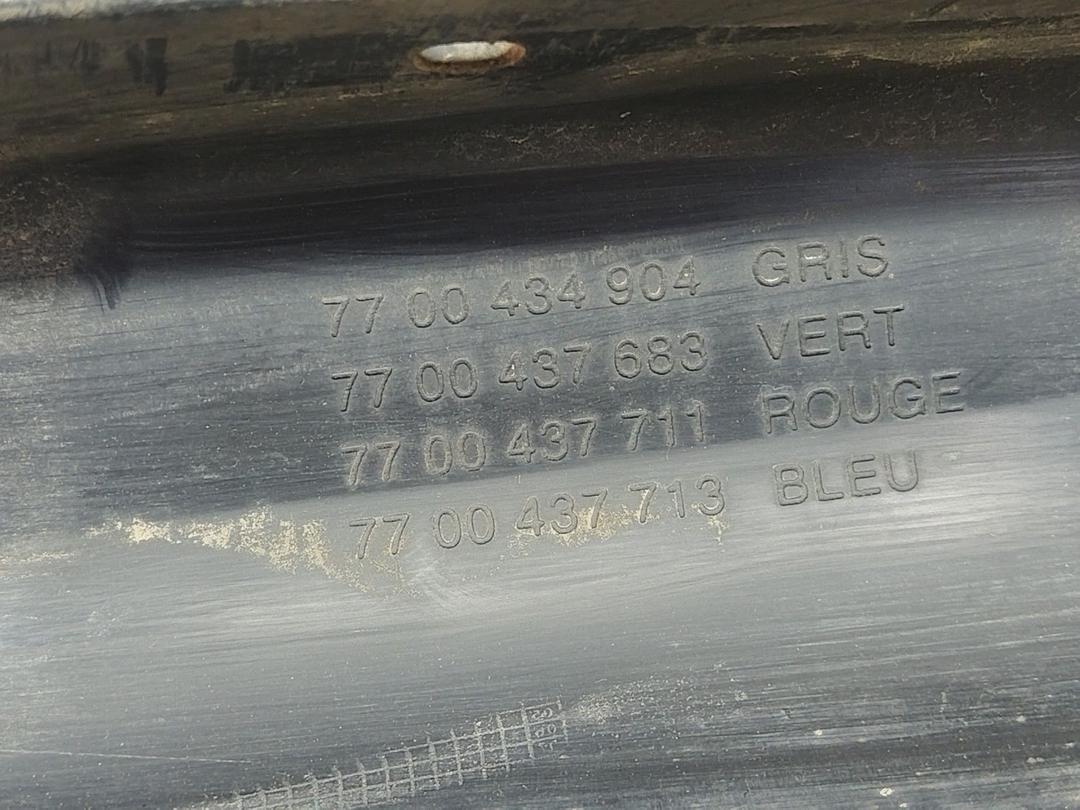 77 00 434 904 GRIS
77 00 437 683 VERT
77 00 437 711 ROUGE
77 00 437 713 BLEU